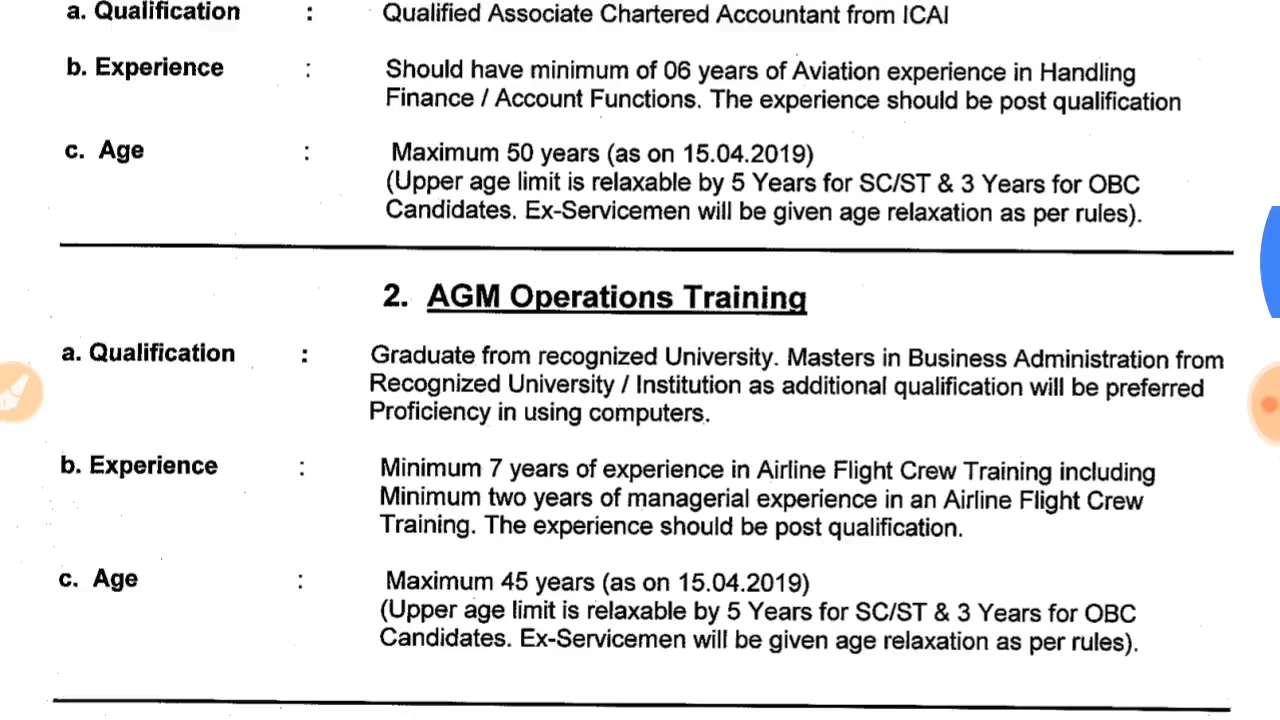 a. Qualification : Qualified Associate Chartered Accountant from ICAI
b. Experience : Should have minimum of 06 years of Aviation experience in Handling
Finance / Account Functions. The experience should be post qualification
c. Age : Maximum 50 years (as on 15.04.2019)
(Upper age limit is relaxable by 5 Years for SC/ST & 3 Years for OBC
Candidates. Ex-Servicemen will be given age relaxation as per rules).
2. AGM Operations Training
a. Qualification : Graduate from recognized University. Masters in Business Administration from
Recognized University / Institution as additional qualification will be preferred
Proficiency in using computers.
b. Experience : Minimum 7 years of experience in Airline Flight Crew Training including
Minimum two years of managerial experience in an Airline Flight Crew
Training. The experience should be post qualification.
c. Age : Maximum 45 years (as on 15.04.2019)
(Upper age limit is relaxable by 5 Years for SC/ST & 3 Years for OBC
Candidates. Ex-Servicemen will be given age relaxation as per rules).